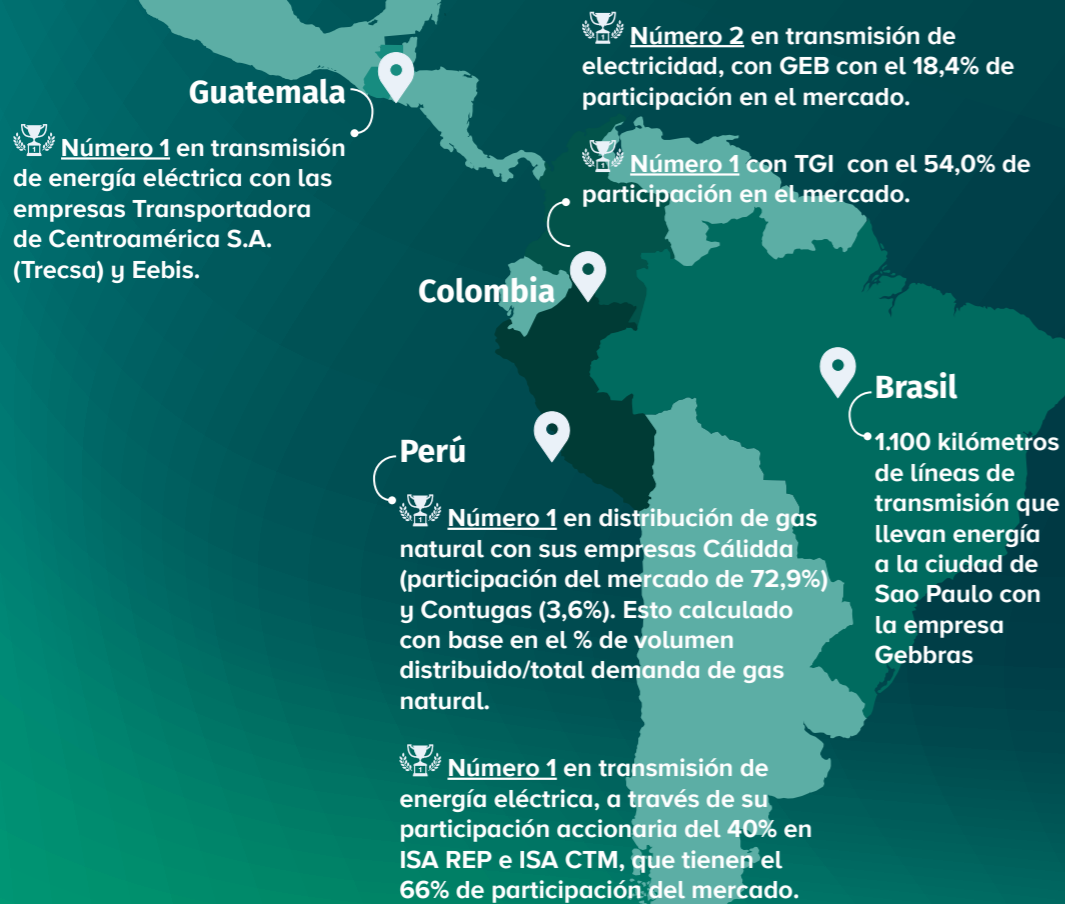 Guatemala
Número 1 en transmisión
de energía eléctrica con las
empresas Transportadora
de Centroamérica S.A.
(Trecsa) y Eebis.
Número 2 en transmisión de
electricidad, con GEB con el 18,4% de
participación en el mercado.
Número 1 con TGI con el 54,0% de
participación en el mercado.
Colombia
Brasil
1.100 kilómetros
de líneas de
transmisión que
llevan energía
a la ciudad de
Sao Paulo con
la empresa
Gebbras
Perú
Número 1 en distribución de gas
natural con sus empresas Cálidda
(participación del mercado de 72,9%)
y Contugas (3,6%). Esto calculado
con base en el % de volumen
distribuido/total demanda de gas
natural.
Número 1 en transmisión de
energía eléctrica, a través de su
participación accionaria del 40% en
ISA REP e ISA CTM, que tienen el
66% de participación del mercado.